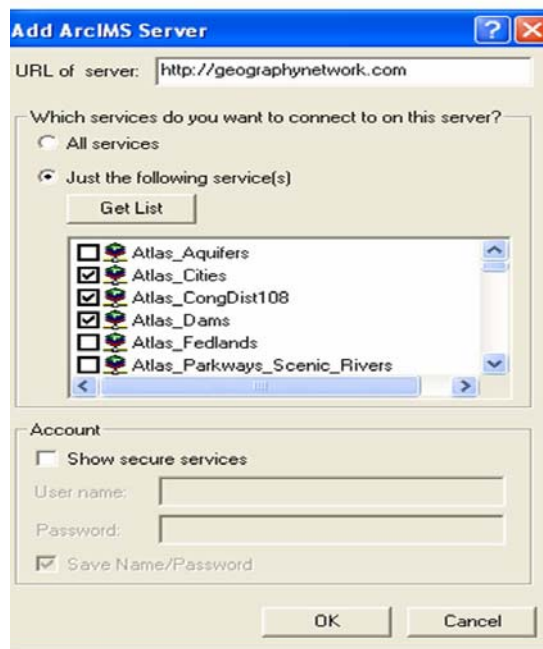 Add ArcIMS Server
URL of server: http://geographynetwork.com
Which services do you want to connect to on this server?
All services
Just the following service(s)
Get List
Atlas_Aquifers
Atlas_Cities
Atlas_CongDist108
Atlas_Dams
Atlas_Fedlands
Atlas_Parkways_Scenic_Rivers
Account
Show secure services
User name:
Password:
Save Name/Password
OK Cancel